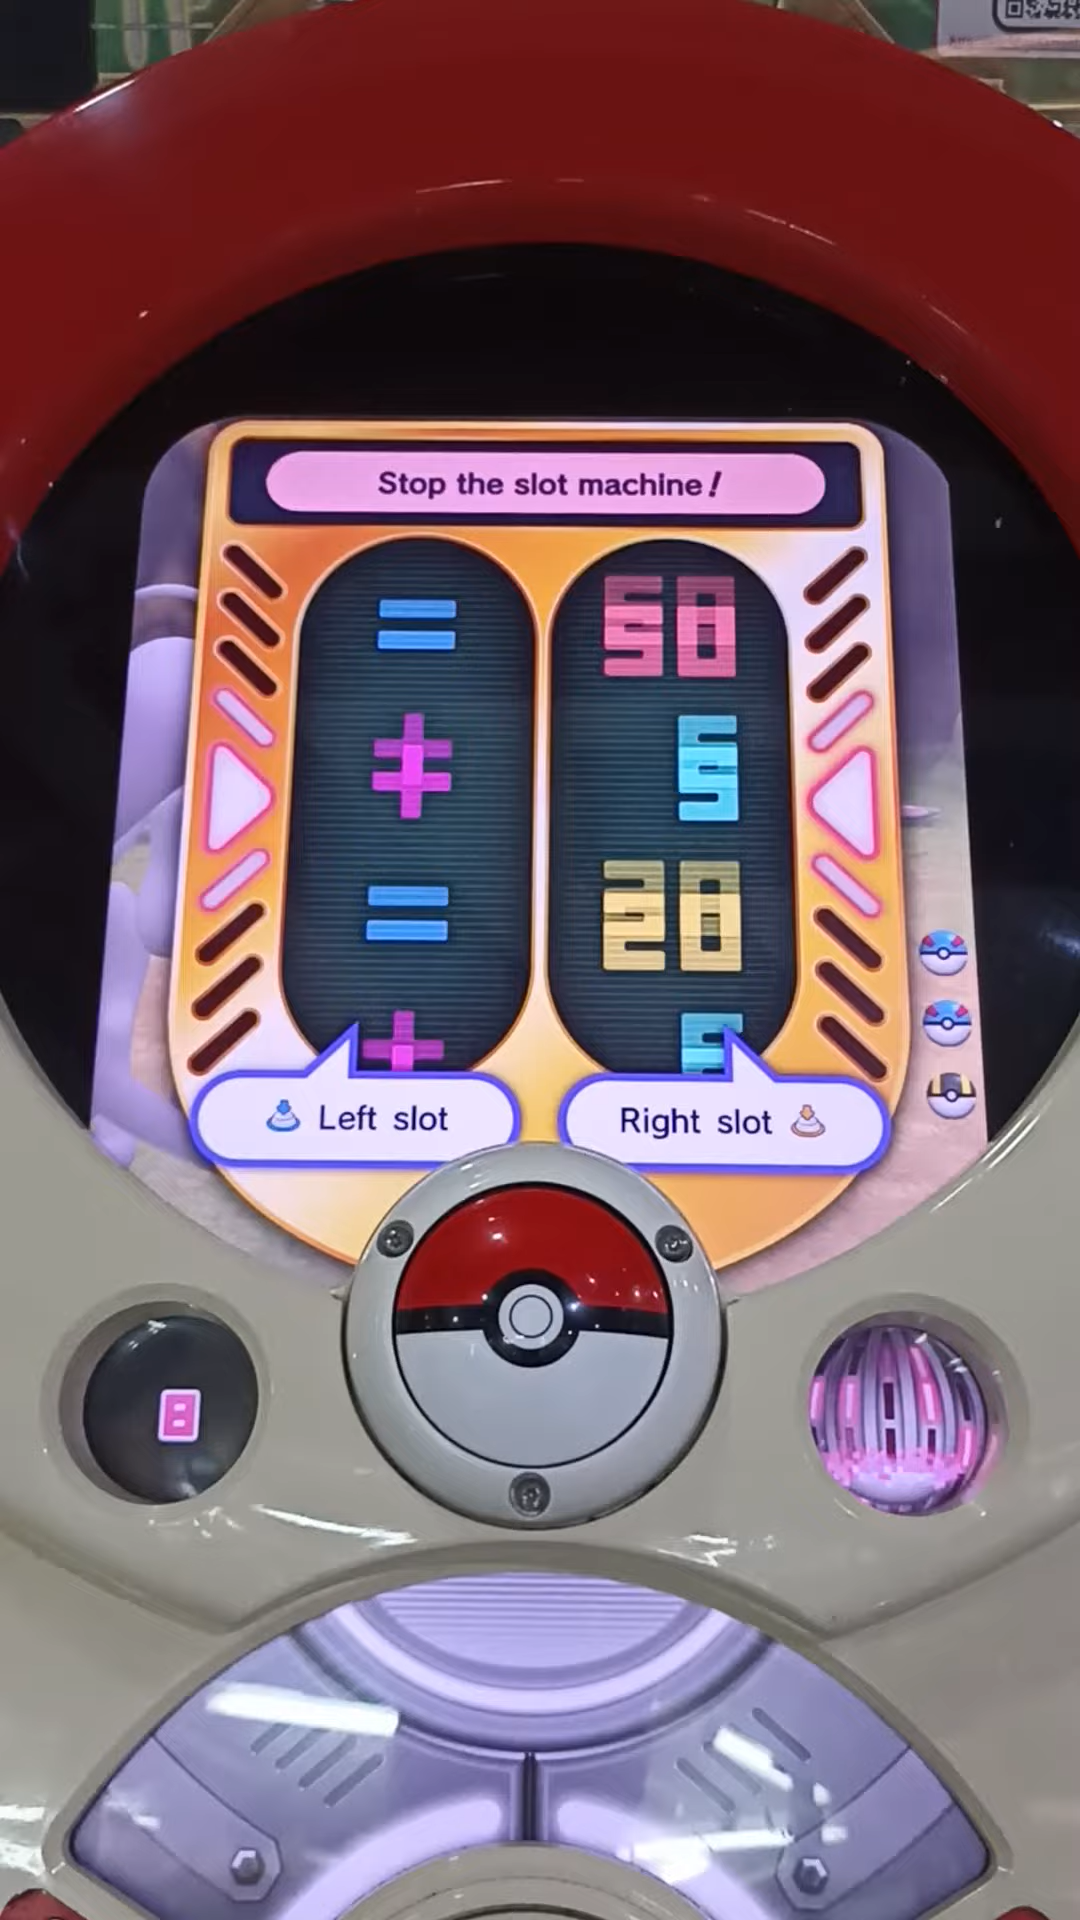 Stop the slot machine!
= 50
+ 5
= 20
+ 5
Left slot
Right slot
8